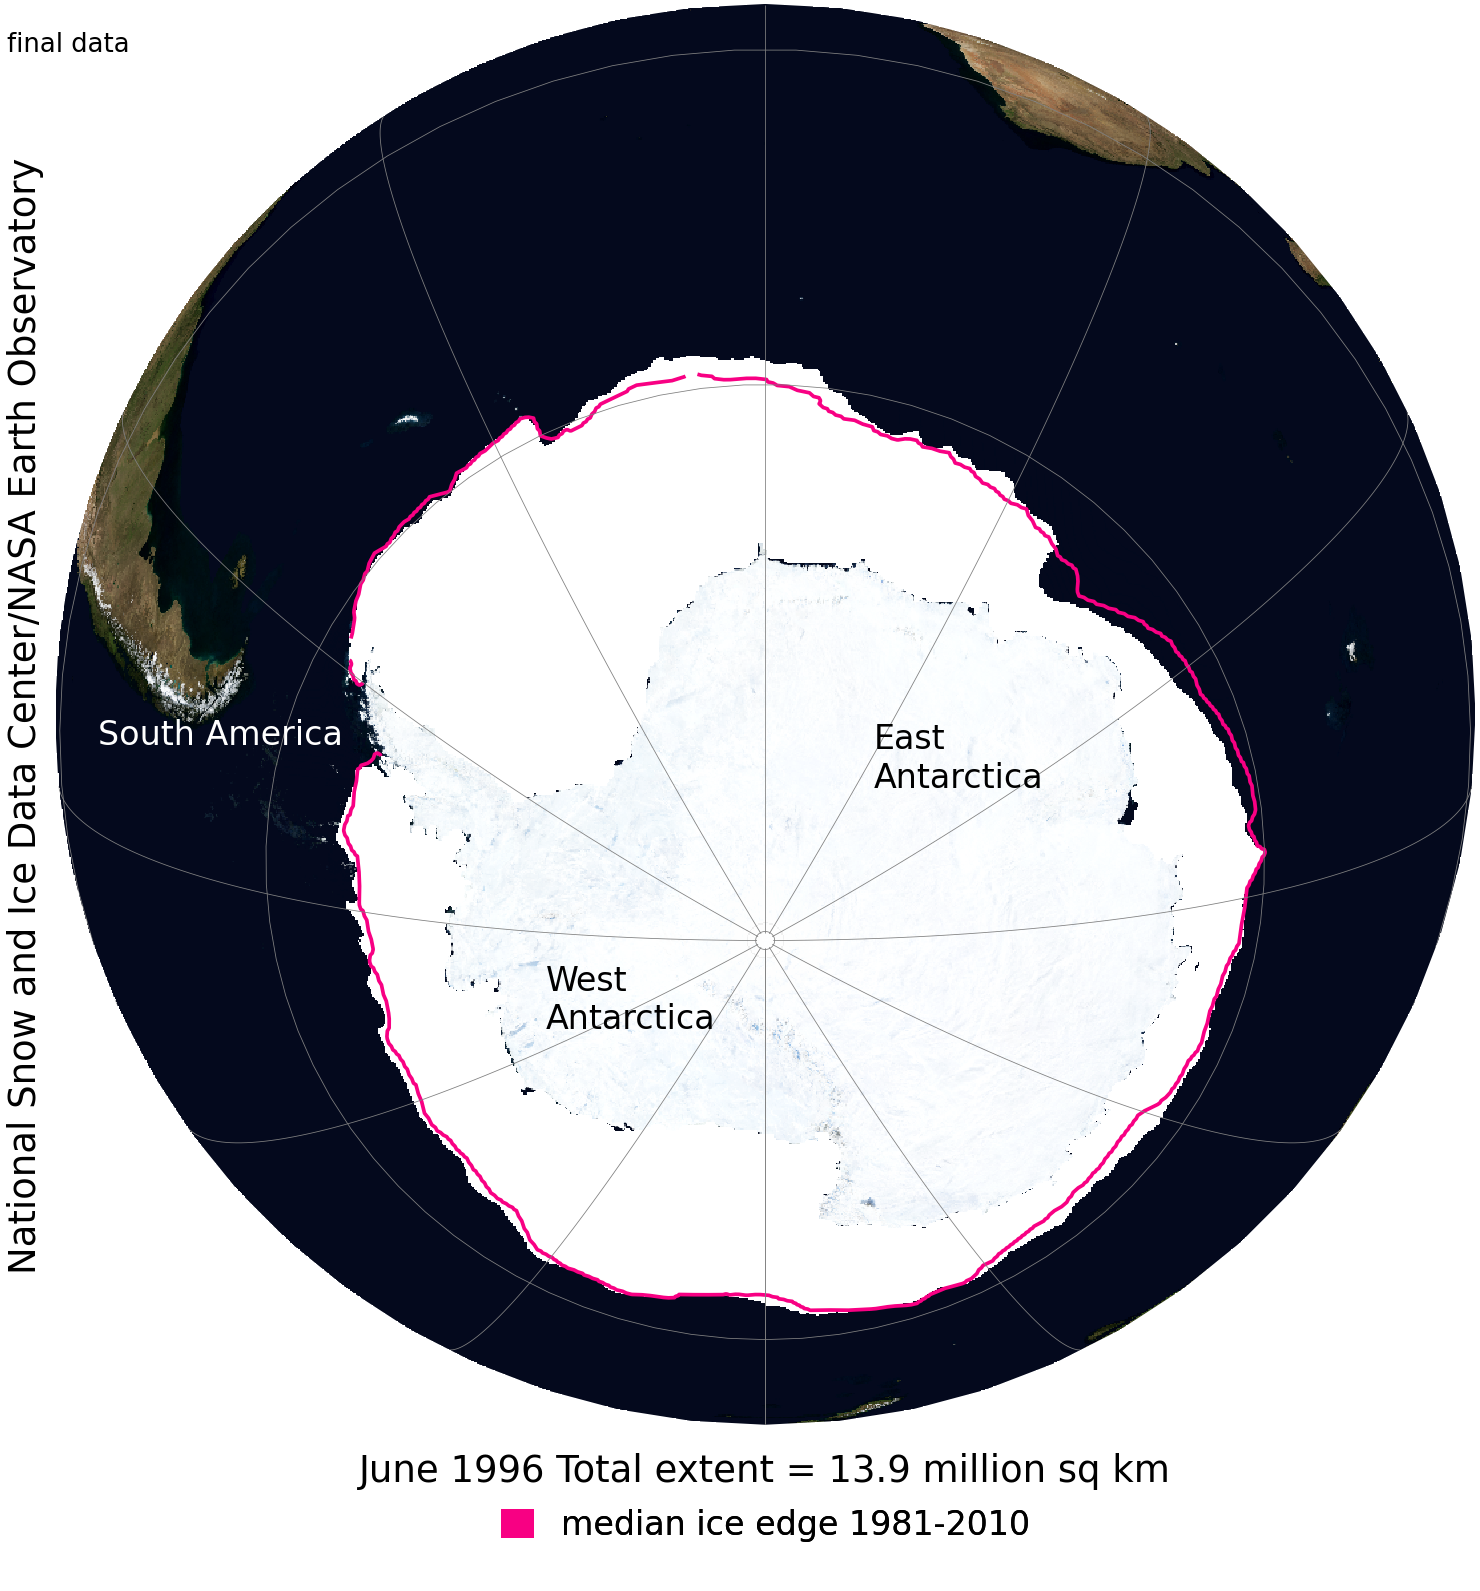 final data
National Snow and Ice Data Center/NASA Earth Observatory
South America
East
Antarctica
West
Antarctica
June 1996 Total extent = 13.9 million sq km
median ice edge 1981-2010